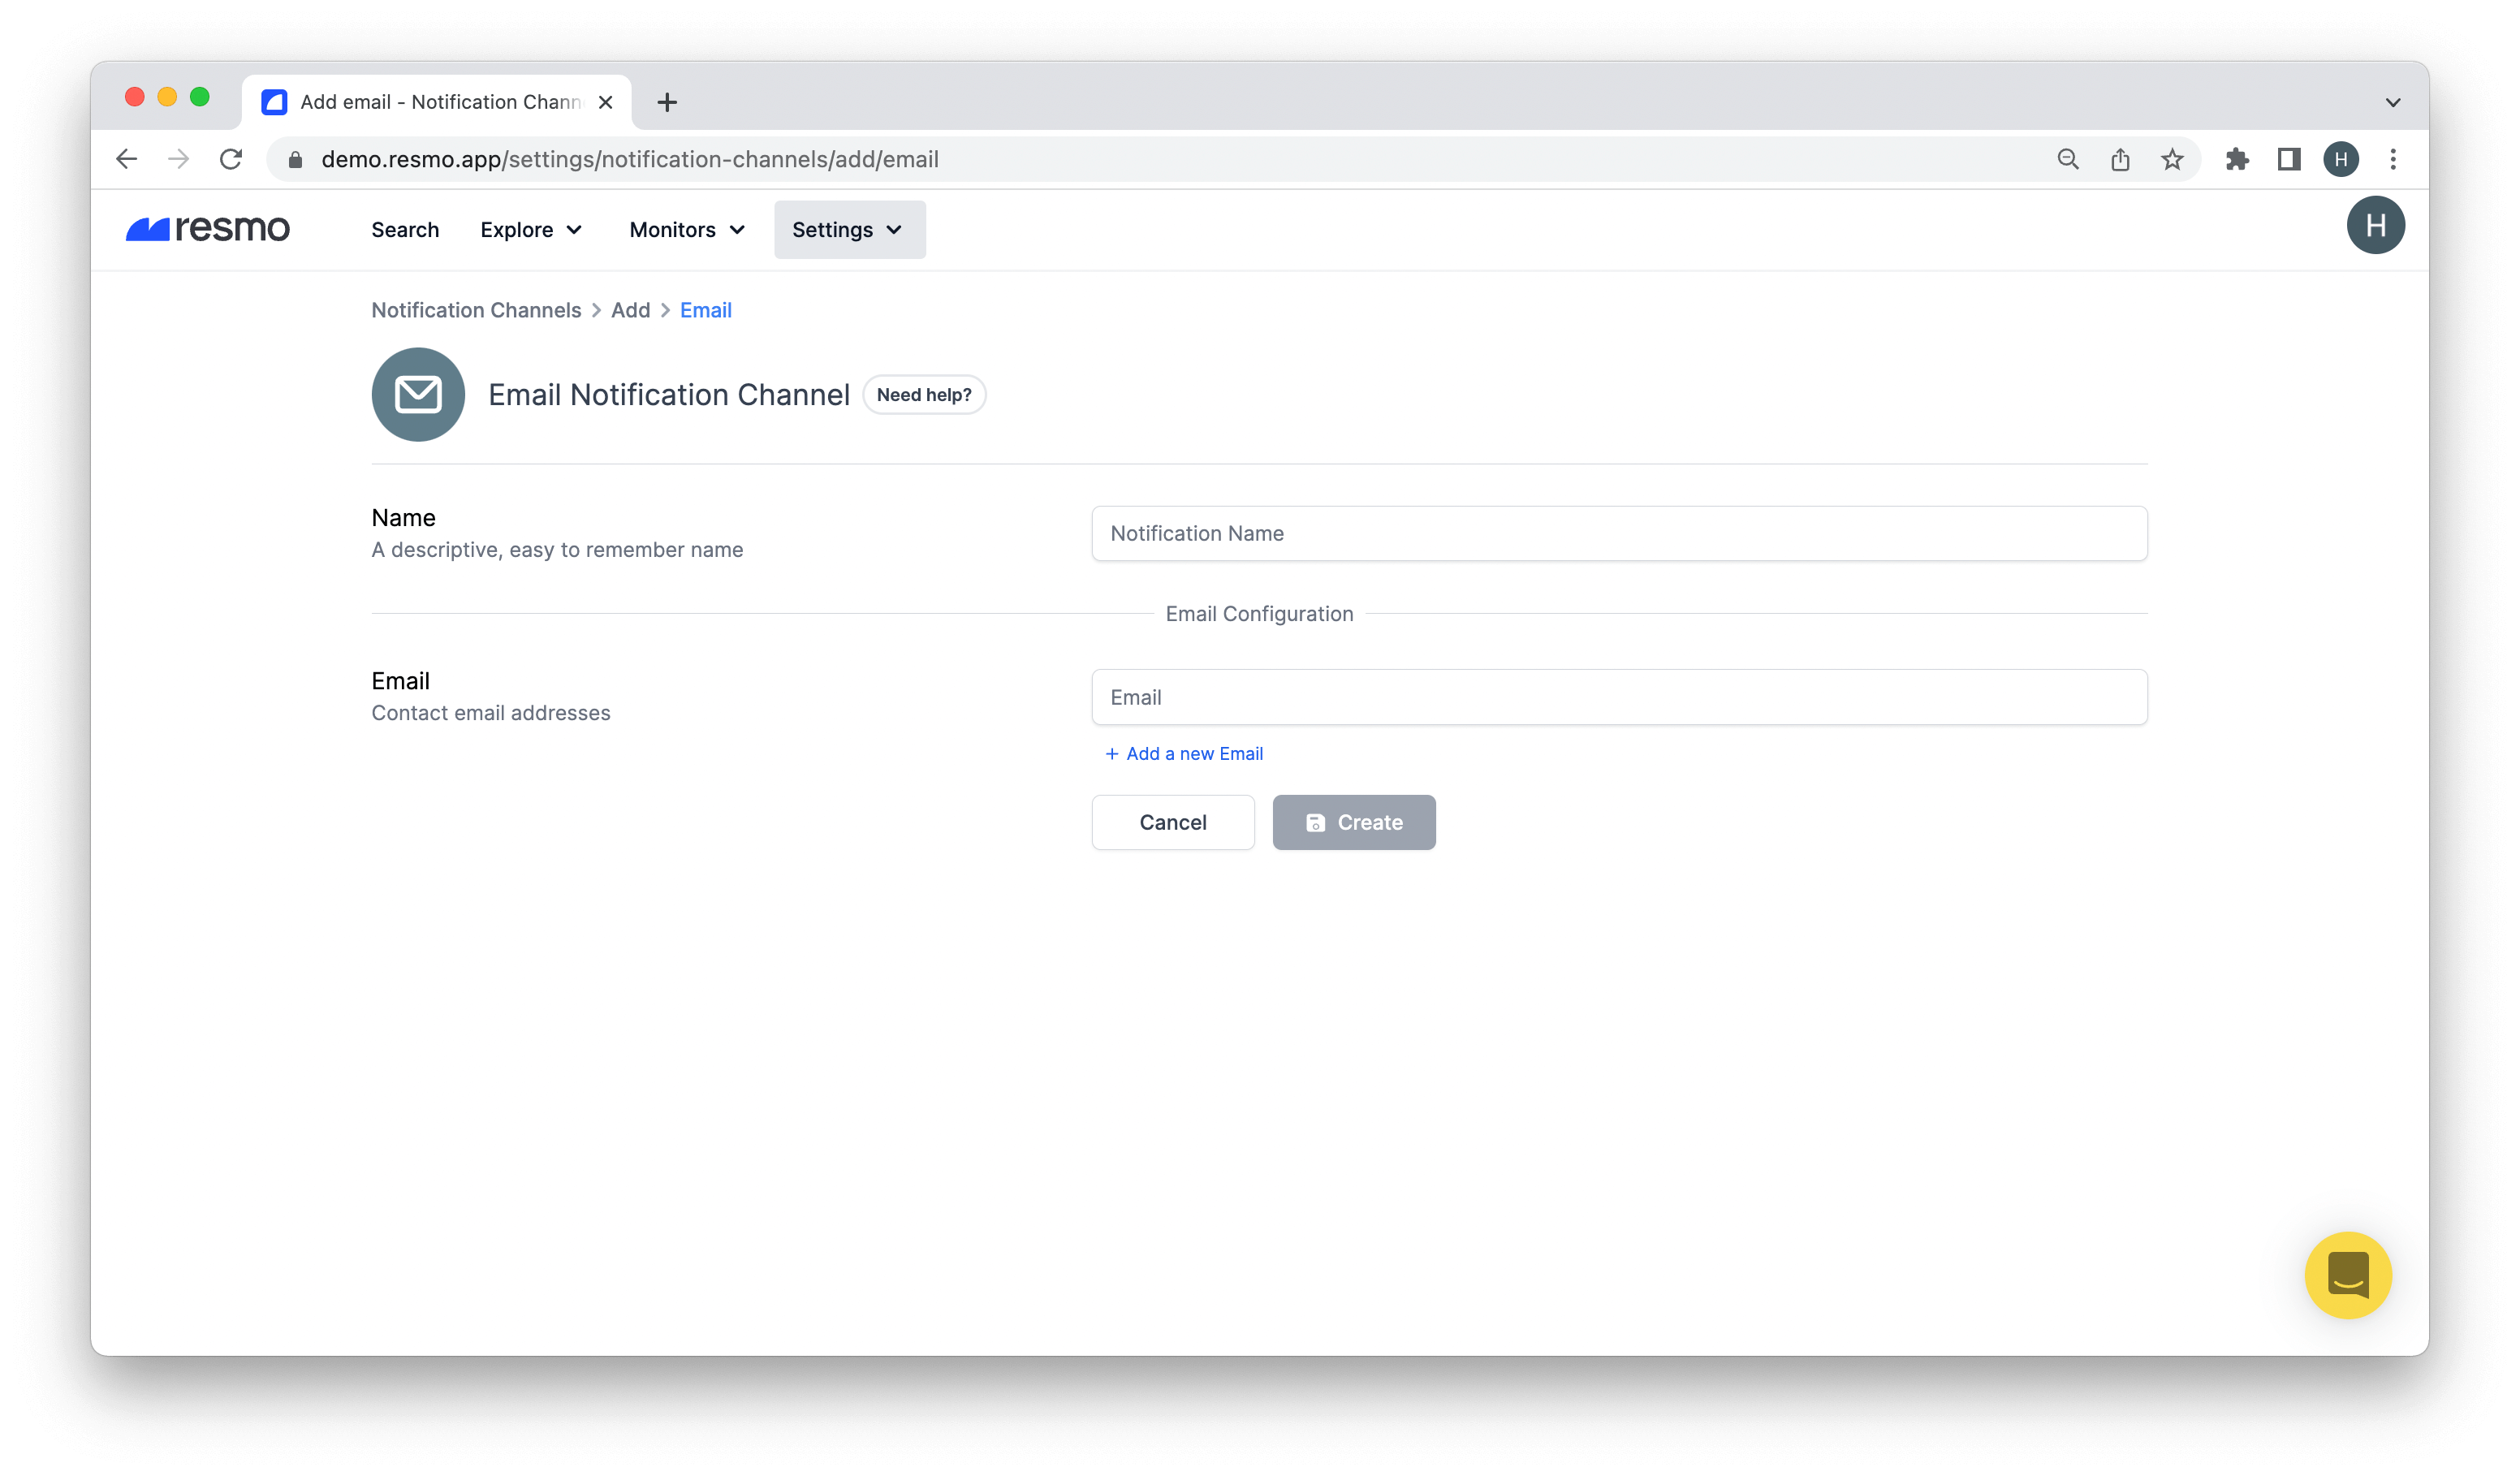 Add email - Notification Chann
demo.resmo.app/settings/notification-channels/add/email
H
resmo
Search
Explore
Monitors
Settings
H
Notification Channels > Add > Email
Email Notification Channel
Need help?
Name
A descriptive, easy to remember name
Notification Name
Email Configuration
Email
Contact email addresses
Email
+ Add a new Email
Cancel
Create